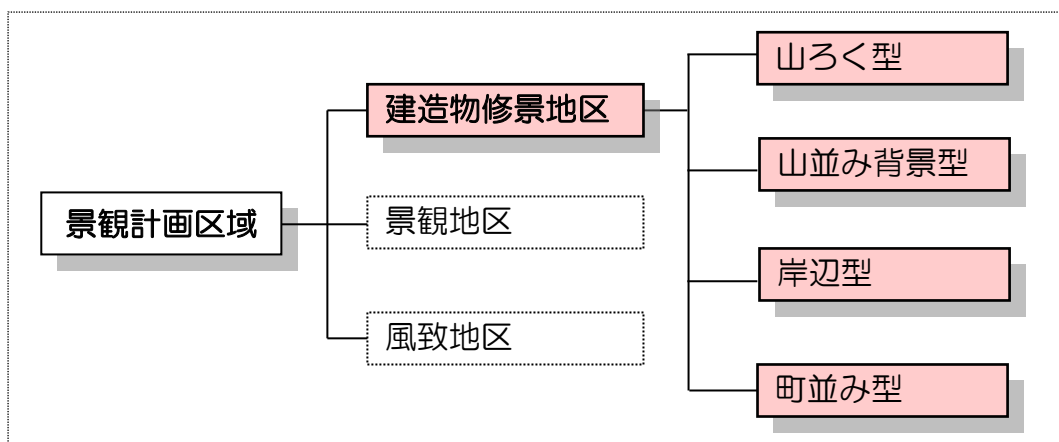 景観計画区域
建造物修景地区
景観地区
風致地区
山ろく型
山並み背景型
岸辺型
町並み型